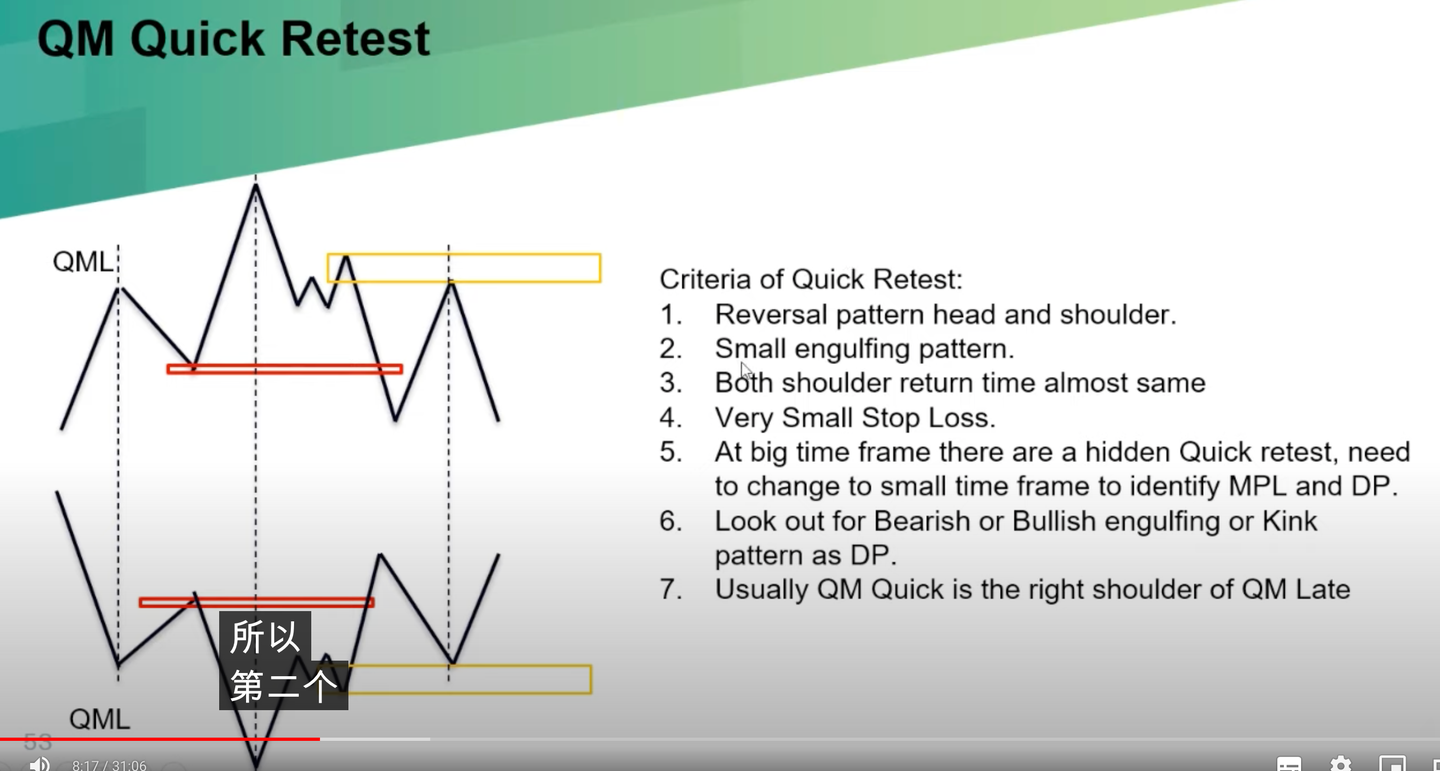 QM Quick Retest
QML
Criteria of Quick Retest:
1. Reversal pattern head and shoulder.
2. Small engulfing pattern.
3. Both shoulder return time almost same
4. Very Small Stop Loss.
5. At big time frame there are a hidden Quick retest, need
to change to small time frame to identify MPL and DP.
6. Look out for Bearish or Bullish engulfing or Kink
pattern as DP.
7. Usually QM Quick is the right shoulder of QM Late
所以
第二个
QML
53
8:17 / 31:06